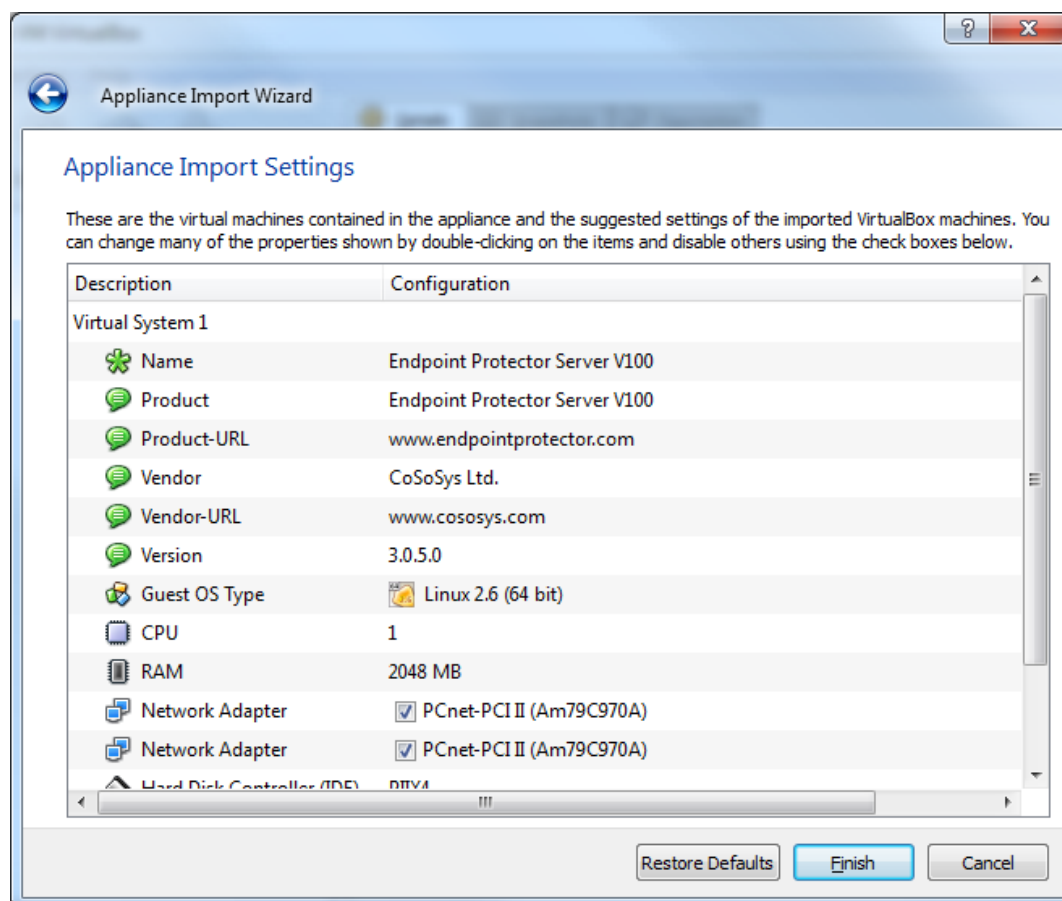 Appliance Import Wizard
Appliance Import Settings
These are the virtual machines contained in the appliance and the suggested settings of the imported VirtualBox machines. You
can change many of the properties shown by double-clicking on the items and disable others using the check boxes below.
Description Configuration
Virtual System 1
Name Endpoint Protector Server V100
Product Endpoint Protector Server V100
Product-URL www.endpointprotector.com
Vendor CoSoSys Ltd.
Vendor-URL www.cososys.com
Version 3.0.5.0
Guest OS Type Linux 2.6 (64 bit)
CPU 1
RAM 2048 MB
Network Adapter PCnet-PCI II (Am79C970A)
Network Adapter PCnet-PCI II (Am79C970A)
Hard Disk Controller (IDE) PIIX4
Restore Defaults Finish Cancel